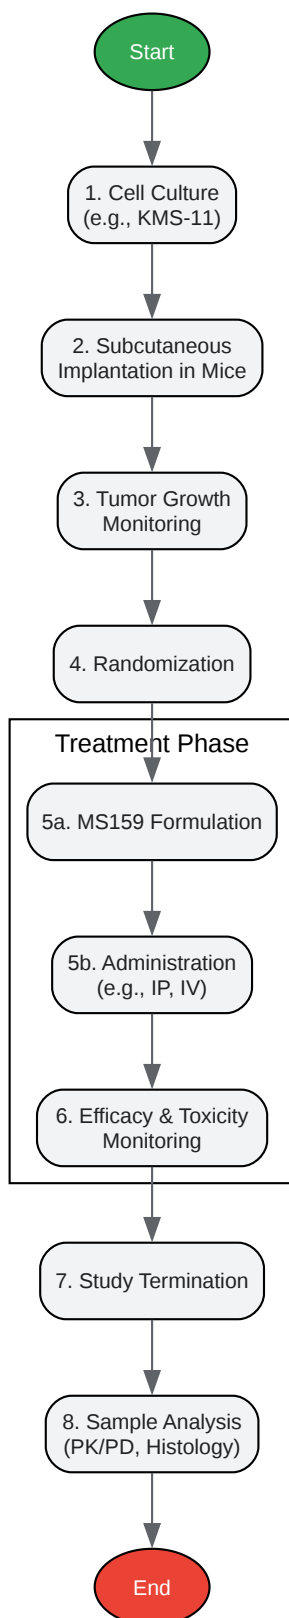 Start
1. Cell Culture
(e.g., KMS-11)
2. Subcutaneous
Implantation in Mice
3. Tumor Growth
Monitoring
4. Randomization
Treatment Phase
5a. MS159 Formulation
5b. Administration
(e.g., IP, IV)
6. Efficacy & Toxicity
Monitoring
7. Study Termination
8. Sample Analysis
(PK/PD, Histology)
End